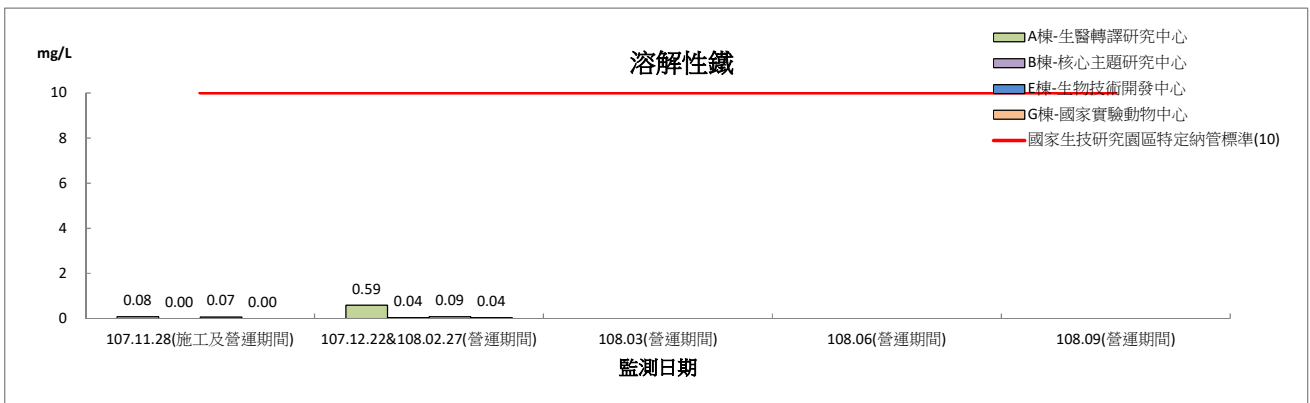 mg/L
溶解性鐵
A棟-生醫轉譯研究中心
B棟-核心主題研究中心
E棟-生物技術開發中心
G棟-國家實驗動物中心
國家生技研究園區特定納管標準(10)
10
8
6
4
2
0
0.08 0.00 0.07 0.00
0.59 0.04 0.09 0.04
107.11.28(施工及營運期間) 107.12.22&108.02.27(營運期間) 108.03(營運期間) 108.06(營運期間) 108.09(營運期間)
監測日期